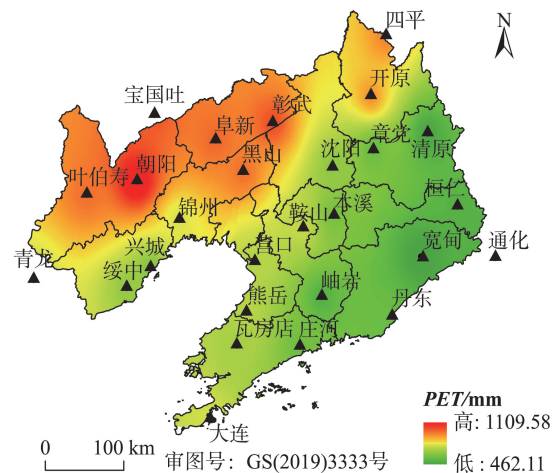 四平
N
开原
宝国吐
彰武
阜新
章党
清原
沈阳
黑山
朝阳
叶伯寿
桓仁
本溪
锦州
鞍山
宽甸
通化
青龙
兴城
营口
绥中
岫岩
熊岳
丹东
瓦房店
庄河
PET/mm
高: 1109.58
低: 462.11
大连
0 100 km
审图号：GS(2019)3333号